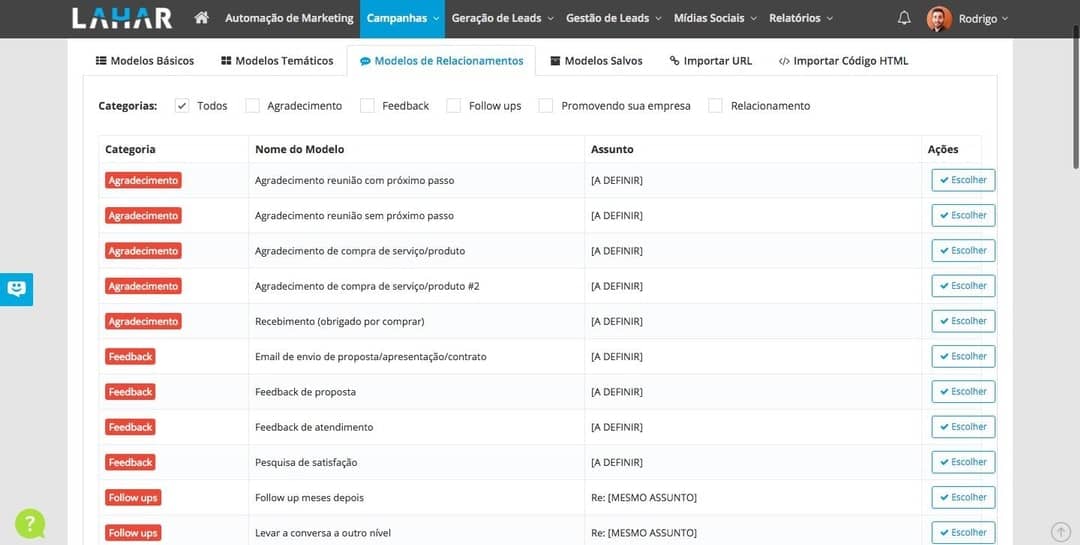 LAHAR Automação de Marketing Campanhas Geração de Leads Gestão de Leads Mídias Sociais Relatórios Rodrigo
Modelos Básicos Modelos Temáticos Modelos de Relacionamentos Modelos Salvos Importar URL </> Importar Código HTML
Categorias: Todos Agradecimento Feedback Follow ups Promovendo sua empresa Relacionamento
Categoria Nome do Modelo Assunto Ações
Agradecimento Agradecimento reunião com próximo passo [A DEFINIR] Escolher
Agradecimento Agradecimento reunião sem próximo passo [A DEFINIR] Escolher
Agradecimento Agradecimento de compra de serviço/produto [A DEFINIR] Escolher
Agradecimento Agradecimento de compra de serviço/produto #2 [A DEFINIR] Escolher
Agradecimento Recebimento (obrigado por comprar) [A DEFINIR] Escolher
Feedback Email de envio de proposta/apresentação/contrato [A DEFINIR] Escolher
Feedback Feedback de proposta [A DEFINIR] Escolher
Feedback Feedback de atendimento [A DEFINIR] Escolher
Feedback Pesquisa de satisfação [A DEFINIR] Escolher
Follow ups Follow up meses depois Re: [MESMO ASSUNTO] Escolher
? Follow ups Levar a conversa a outro nível Re: [MESMO ASSUNTO] Escolher